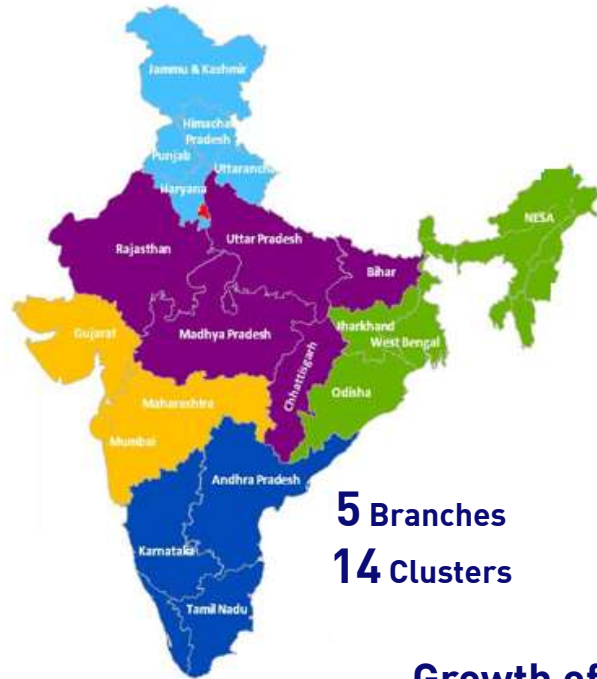 Jammu & Kashmir
Himachal
Pradesh
Punjab
Uttaranchal
Haryana
NESA
Rajasthan
Uttar Pradesh
Bihar
Gujarat
Madhya Pradesh
Jharkhand
West Bengal
Chhattisgarh
Odisha
Maharashtra
Mumbai
Andhra Pradesh
5 Branches
Karnataka
14 Clusters
Tamil Nadu
Growth of